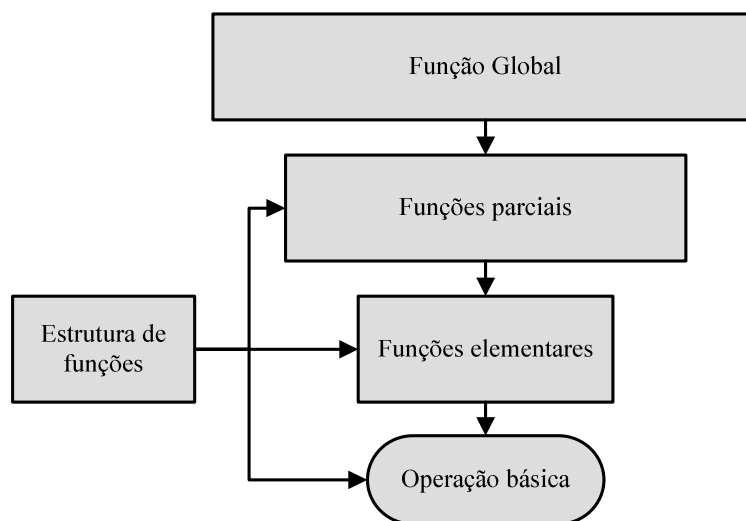 Função Global
Funções parciais
Estrutura de
funções
Funções elementares
Operação básica